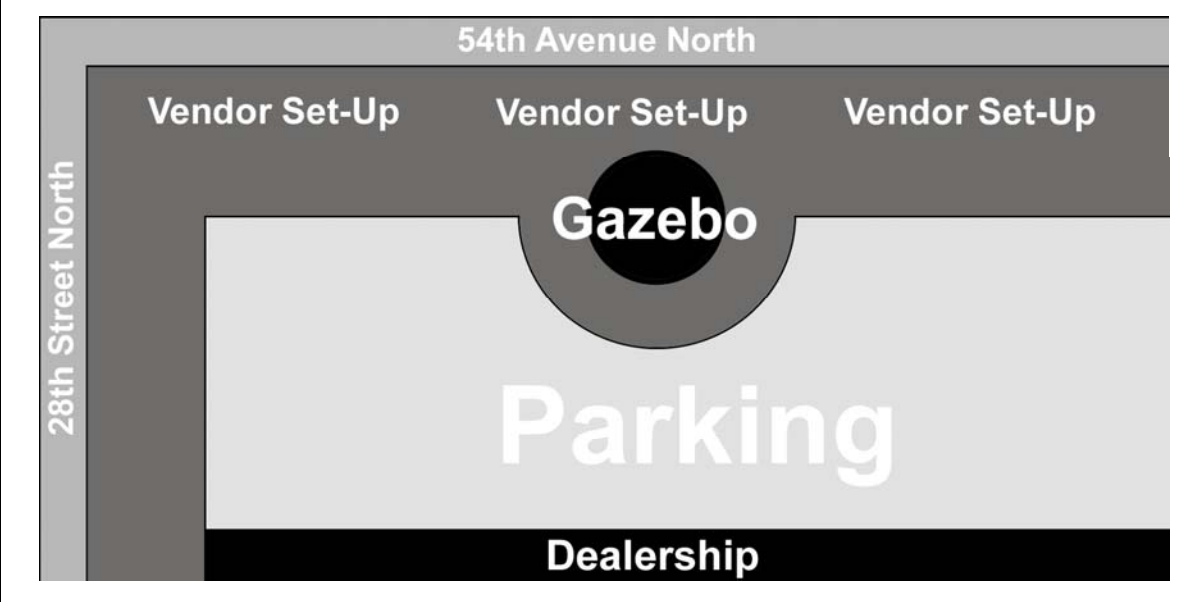 54th Avenue North
Vendor Set-Up
Vendor Set-Up
Vendor Set-Up
28th Street North
Gazebo
Parking
Dealership